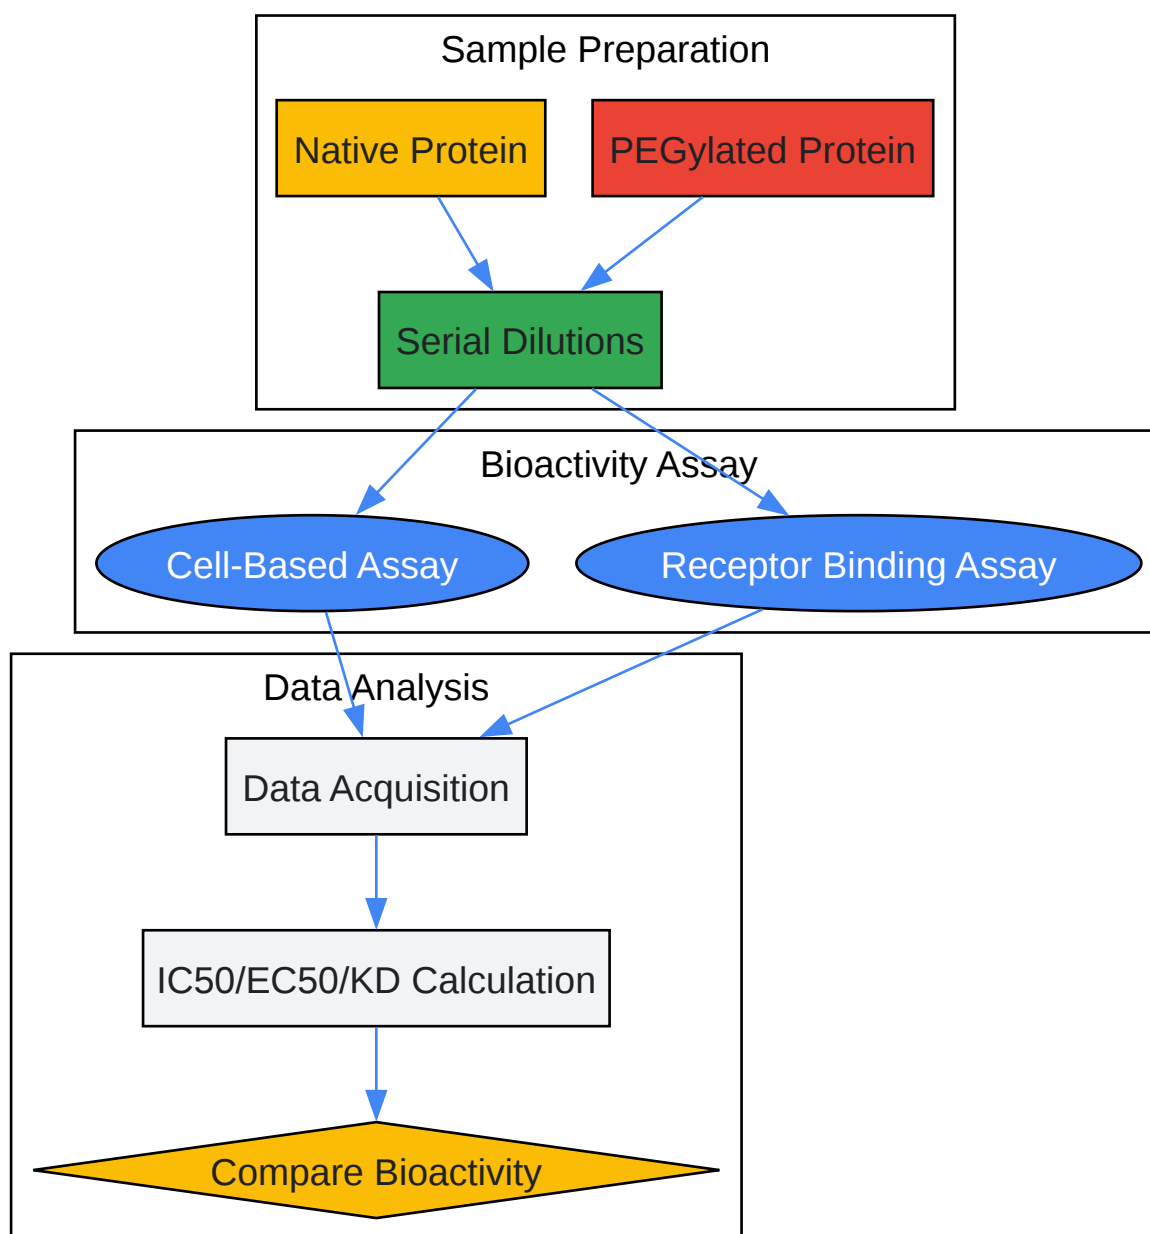 Sample Preparation
Native Protein
PEGylated Protein
Serial Dilutions
Bioactivity Assay
Cell-Based Assay
Receptor Binding Assay
Data Analysis
Data Acquisition
IC50/EC50/KD Calculation
Compare Bioactivity